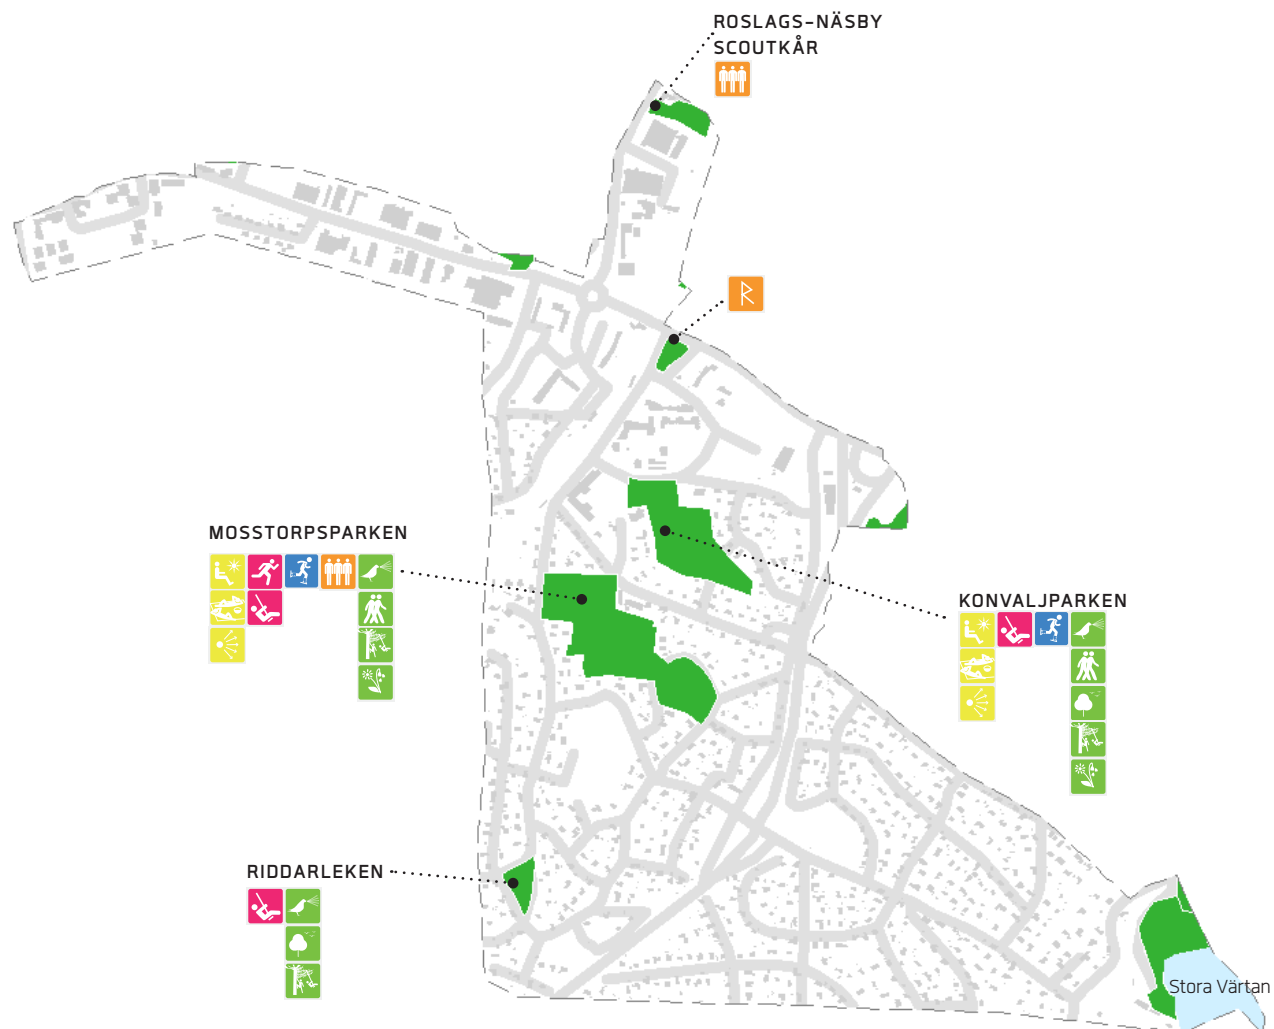 ROSLAGS-NÄSBY
SCOUTKÅR
MOSSTORPSPARKEN
KONVALJPARKEN
RIDDARLEKEN
Stora Värtan